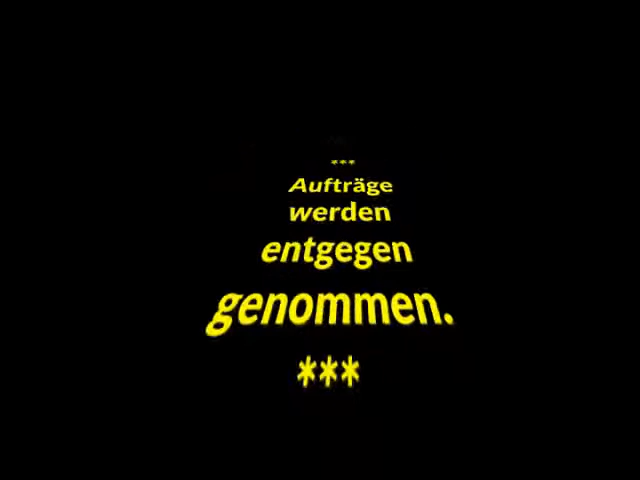 ***
Aufträge
werden
entgegen
genommen.
***